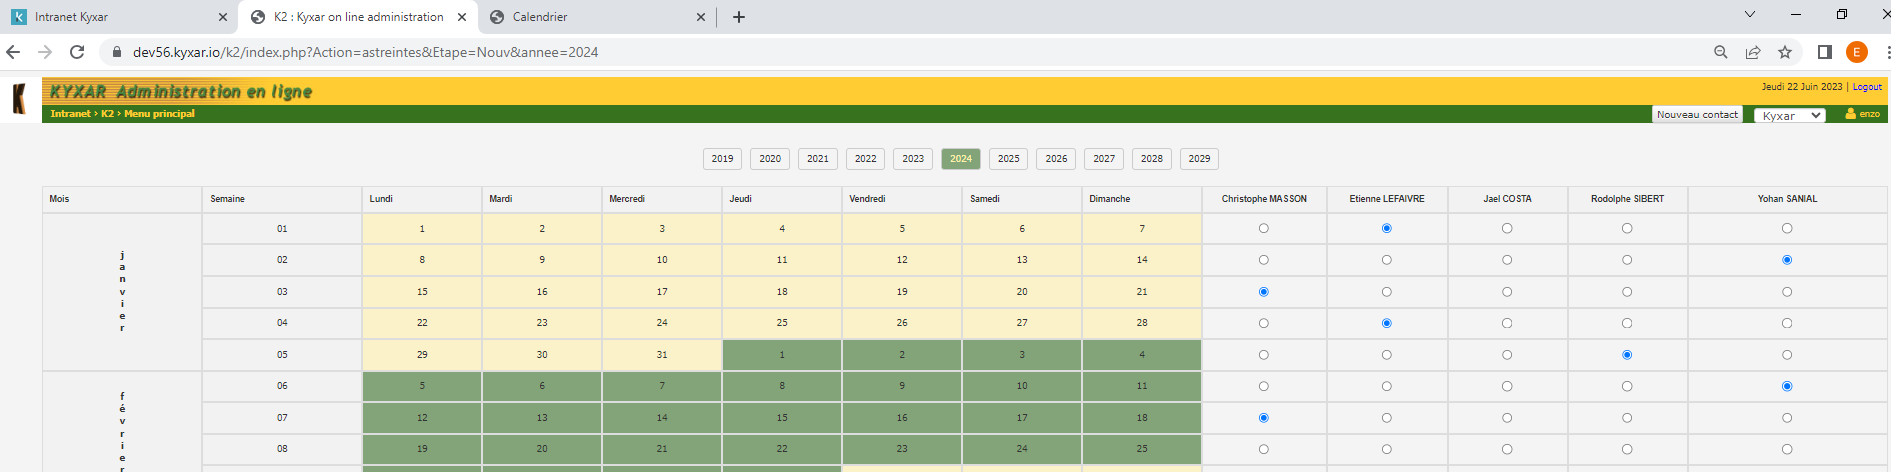 Intranet Kyxar
K2 : Kyxar on line administration
Calendrier
dev56.kyxar.io/k2/index.php?Action=astreintes&Etape=Nouv&annee=2024
E
K
KYXAR Administration en ligne
Jeudi 22 Juin 2023 | Logout
Intranet > K2 > Menu principal
Nouveau contact
Kyxar
enzo
2019 2020 2021 2022 2023 2024 2025 2026 2027 2028 2029
Mois Semaine Lundi Mardi Mercredi Jeudi Vendredi Samedi Dimanche Christophe MASSON Etienne LEFAIVRE Jael COSTA Rodolphe SIBERT Yohan SANIAL
janvier
01 1 2 3 4 5 6 7
02 8 9 10 11 12 13 14
03 15 16 17 18 19 20 21
04 22 23 24 25 26 27 28
05 29 30 31 1 2 3 4
février
06 5 6 7 8 9 10 11
07 12 13 14 15 16 17 18
08 19 20 21 22 23 24 25